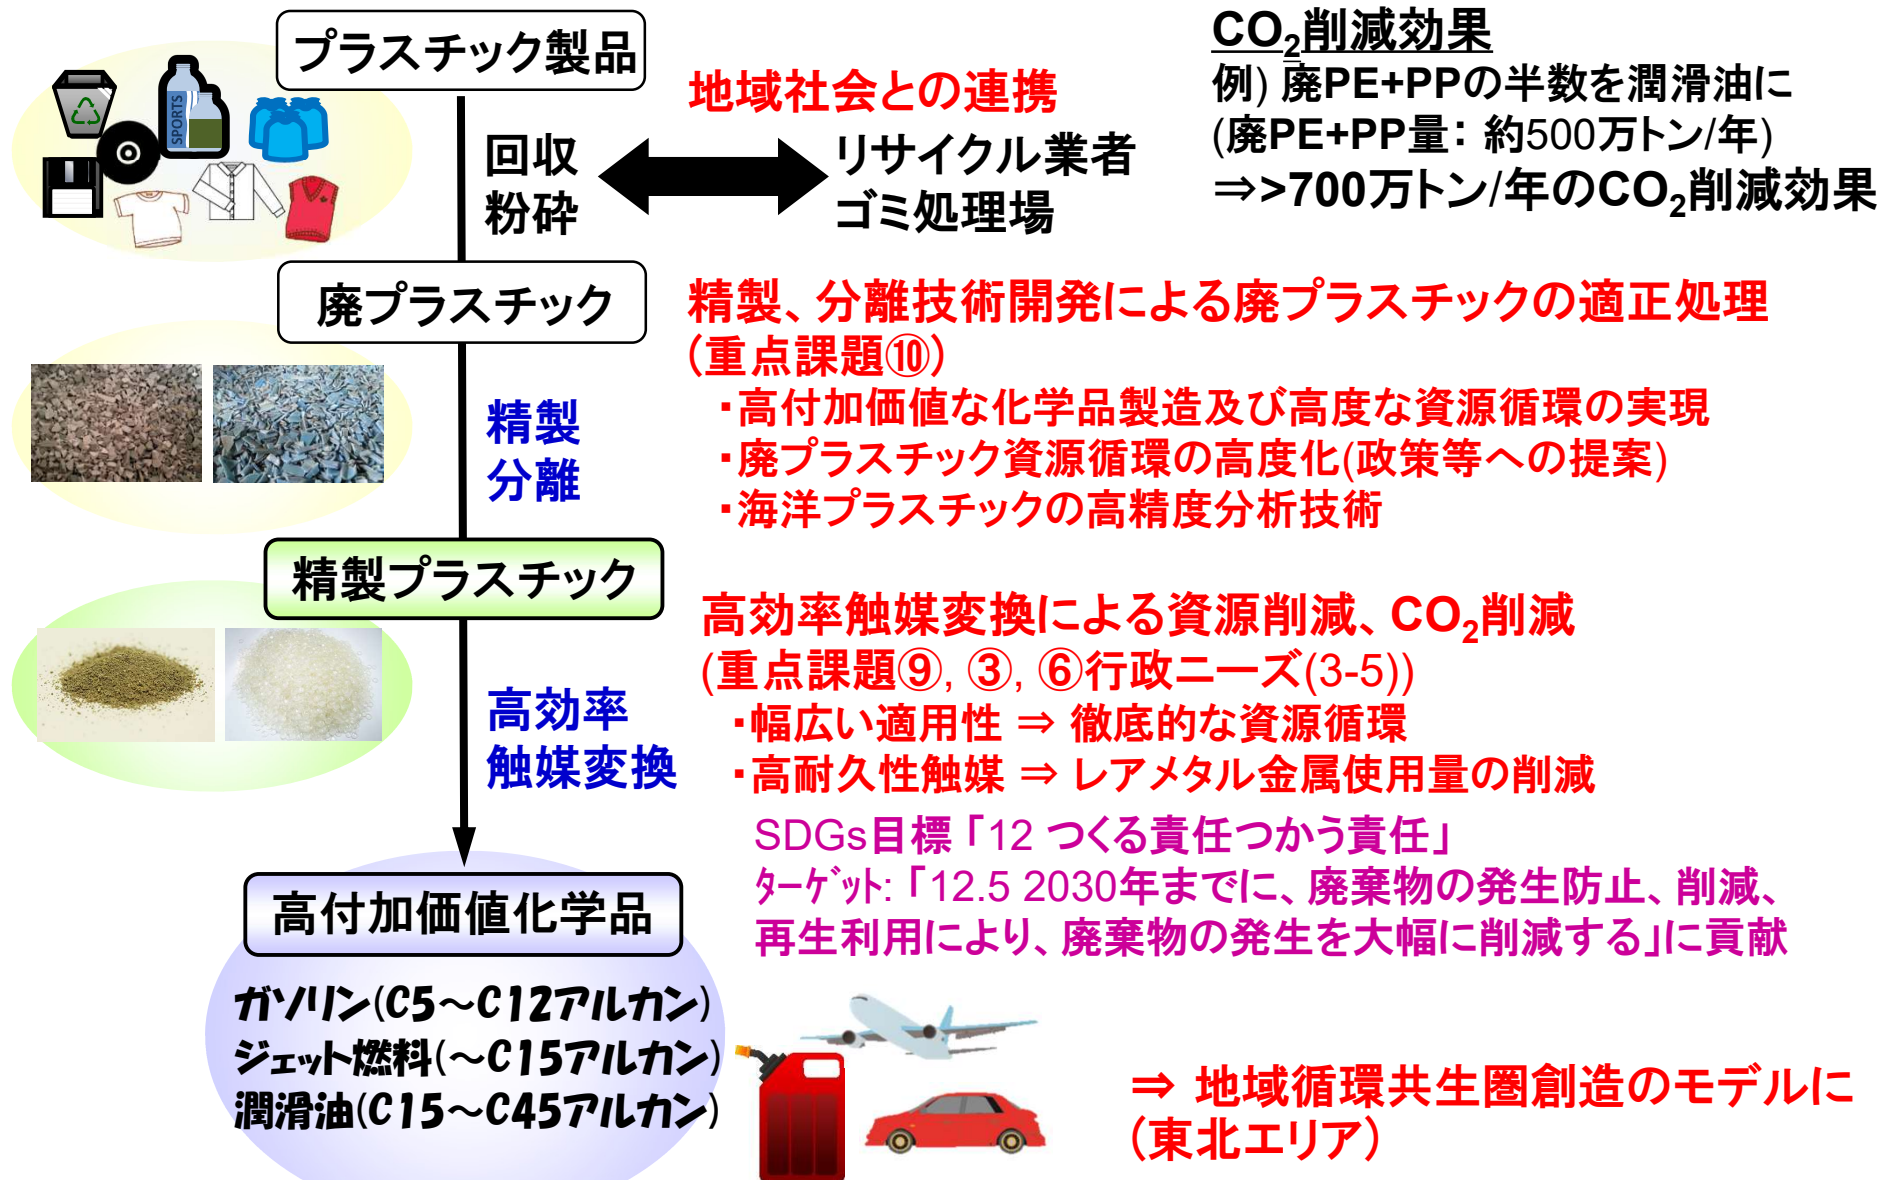 プラスチック製品
SPORTS
回収
粉砕
地域社会との連携
リサイクル業者
ゴミ処理場
CO2削減効果
例) 廃PE+PPの半数を潤滑油に
(廃PE+PP量: 約500万トン/年)
⇒>700万トン/年のCO2削減効果
廃プラスチック
精製
分離
精製、分離技術開発による廃プラスチックの適正処理
(重点課題⑩)
・高付加価値な化学品製造及び高度な資源循環の実現
・廃プラスチック資源循環の高度化(政策等への提案)
・海洋プラスチックの高精度分析技術
精製プラスチック
高効率
触媒変換
高効率触媒変換による資源削減、CO2削減
(重点課題⑨, ③, ⑥行政ニーズ(3-5))
・幅広い適用性 ⇒ 徹底的な資源循環
・高耐久性触媒 ⇒ レアメタル金属使用量の削減
SDGs目標「12 つくる責任つかう責任」
ﾀｰｹﾞｯﾄ:「12.5 2030年までに、廃棄物の発生防止、削減、
再生利用により、廃棄物の発生を大幅に削減する」に貢献
高付加価値化学品
ガソリン(C5～C12アルカン)
ジェット燃料(～C15アルカン)
潤滑油(C15～C45アルカン)
⇒ 地域循環共生圏創造のモデルに
(東北エリア)